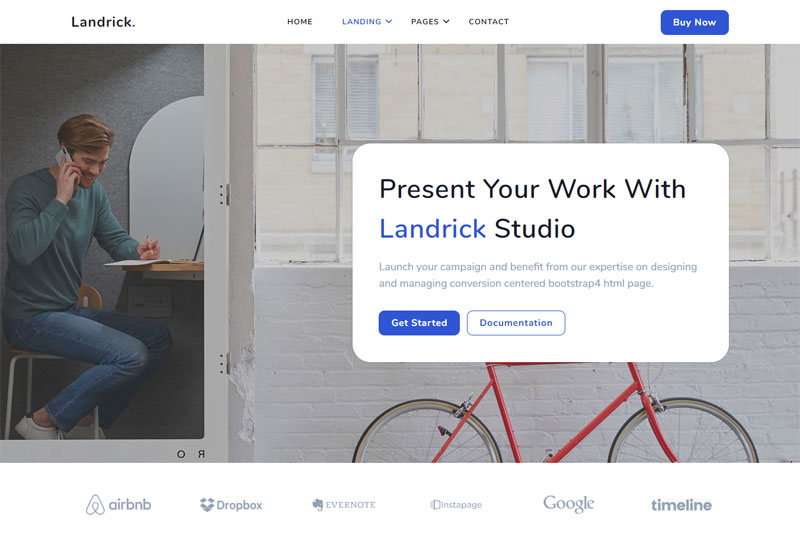 Landrick.
HOME
LANDING
PAGES
CONTACT
Buy Now
Present Your Work With
Landrick Studio
Launch your campaign and benefit from our expertise on designing
and managing conversion centered bootstrap4 html page.
Get Started
Documentation
O R
airbnb
Dropbox
EVERNOTE
Instapage
Google
timeline